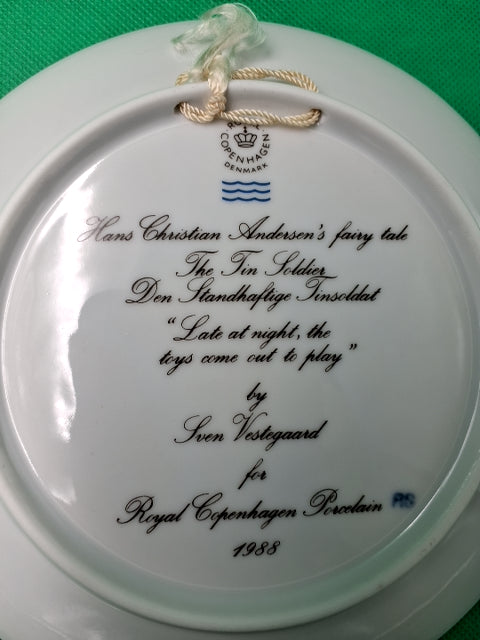 ROYAL
COPENHAGEN
DENMARK
Hans Christian Andersen's fairy tale
The Tin Soldier
Den Standhaftige Tinsoldat
"Late at night, the
toys come out to play"
by
Sven Vestegaard
for
Royal Copenhagen Porcelain
1988